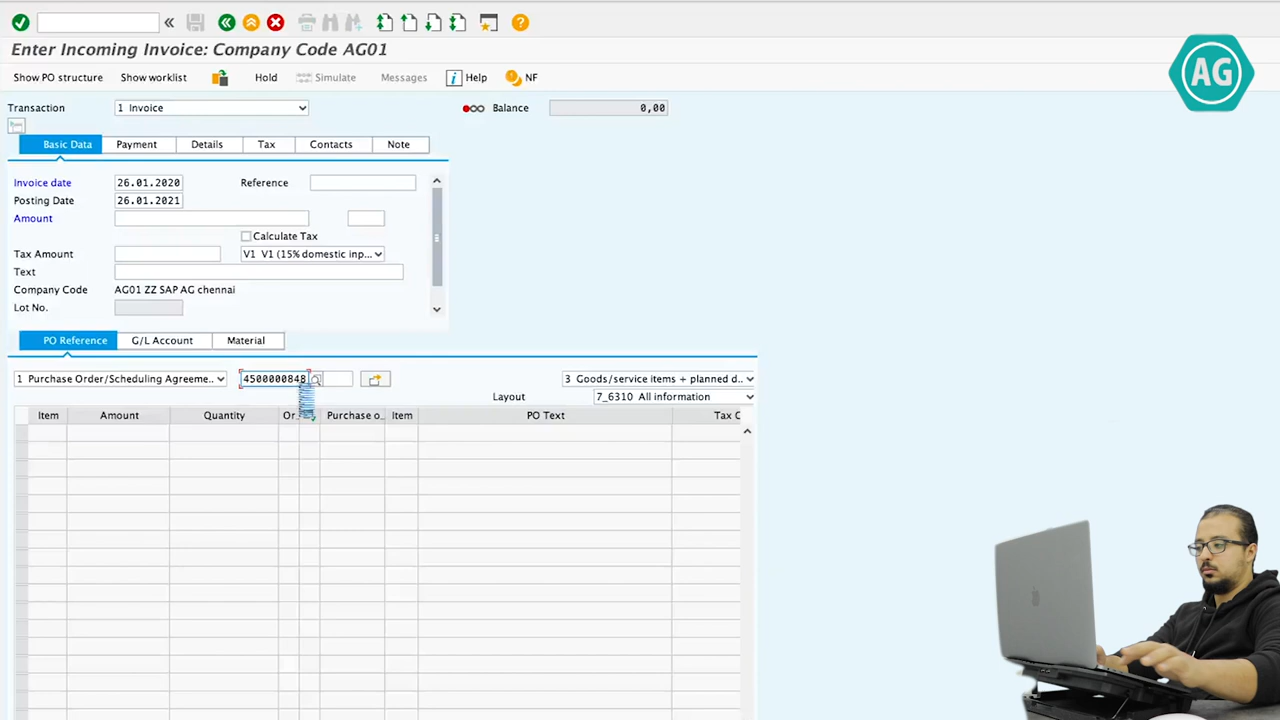 Enter Incoming Invoice: Company Code AG01
AG
Show PO structure Show worklist Hold Simulate Messages Help NF
Transaction 1 Invoice Balance 0,00
Basic Data Payment Details Tax Contacts Note
Invoice date 26.01.2020 Reference
Posting Date 26.01.2021
Amount
Calculate Tax
Tax Amount V1 V1 (15% domestic inp...
Text
Company Code AG01 ZZ SAP AG chennai
Lot No.
PO Reference G/L Account Material
1 Purchase Order/Scheduling Agreeme.. 4500000848 3 Goods/service items + planned d..
Layout 7_6310 All information
Item Amount Quantity Or.. Purchase o.. Item PO Text Tax C